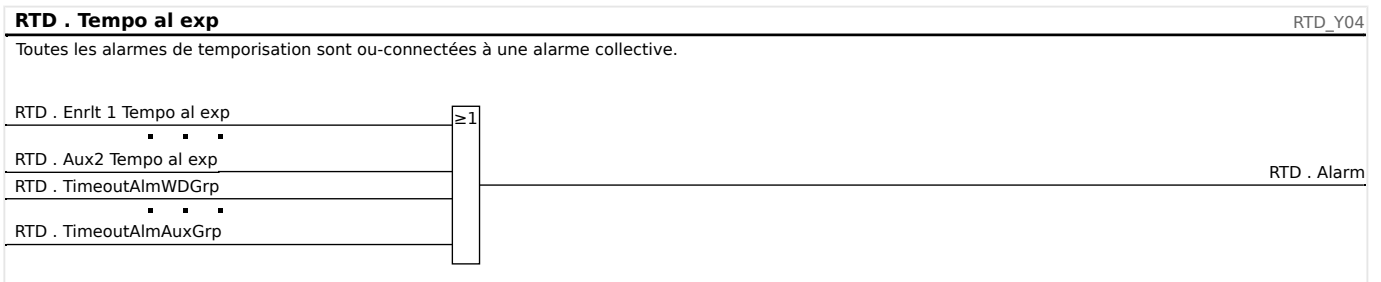 RTD . Tempo al exp
RTD_Y04
Toutes les alarmes de temporisation sont ou-connectées à une alarme collective.
RTD . Enrlt 1 Tempo al exp
≥1
RTD . Aux2 Tempo al exp
RTD . Alarm
RTD . TimeoutAlmWDGrp
RTD . TimeoutAlmAuxGrp